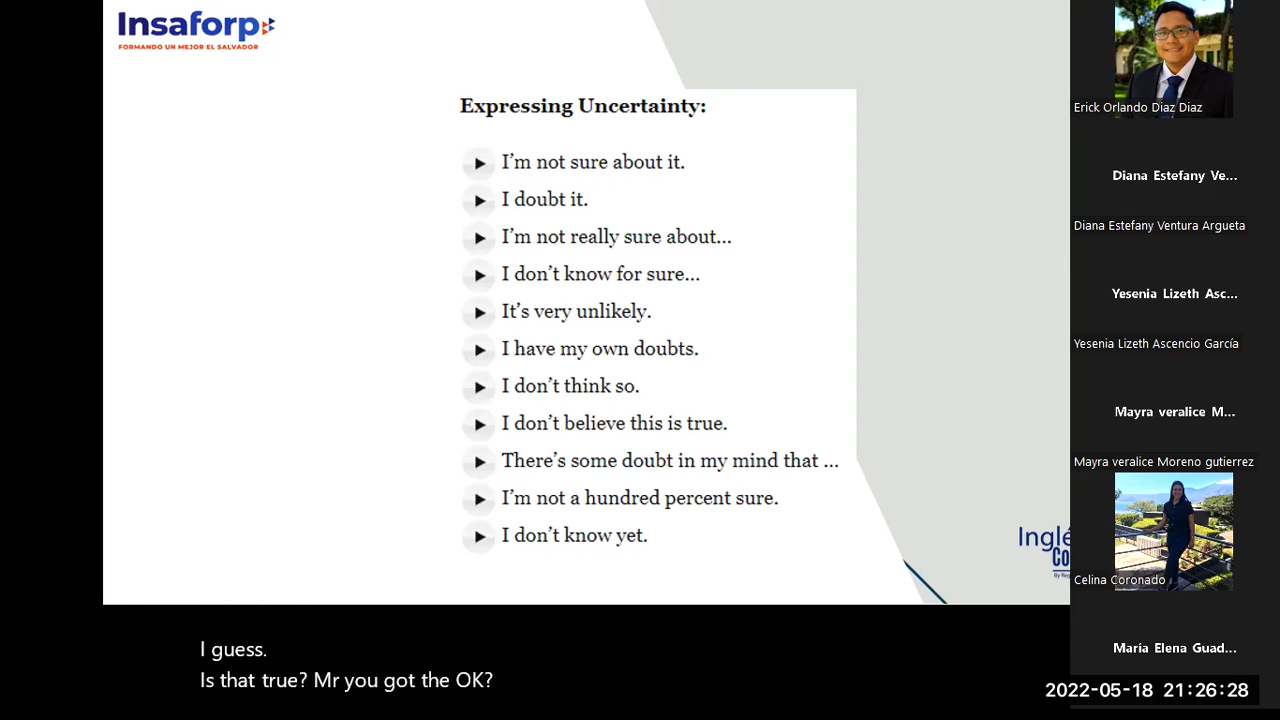 Insaforp
FORMANDO UN MEJOR EL SALVADOR
Expressing Uncertainty:
I'm not sure about it.
I doubt it.
I'm not really sure about...
I don't know for sure...
It's very unlikely.
I have my own doubts.
I don't think so.
I don't believe this is true.
There's some doubt in my mind that ...
I'm not a hundred percent sure.
I don't know yet.
Inglé
Co
I guess.
Is that true? Mr you got the OK?
Erick Orlando Diaz Diaz
Diana Estefany Ve...
Diana Estefany Ventura Argueta
Yesenia Lizeth Asc...
Yesenia Lizeth Ascencio García
Mayra veralice M...
Mayra veralice Moreno gutierrez
Celina Coronado
María Elena Guad...
2022-05-18 21:26:28